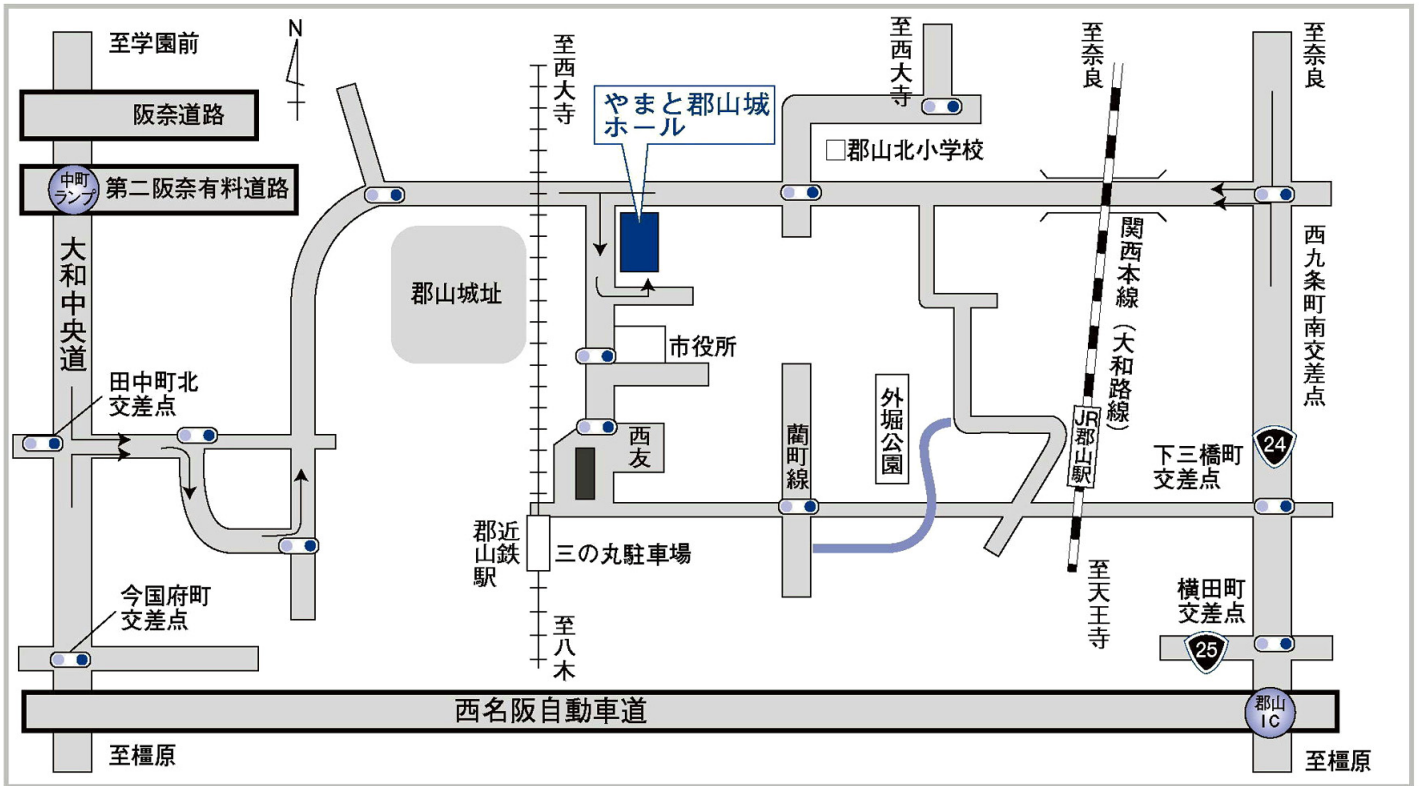 至学園前
N
至西大寺
至西大寺
至奈良
至奈良
阪奈道路
やまと郡山城
ホール
□郡山北小学校
中町
ランプ
第二阪奈有料道路
大和中央道
郡山城址
関西本線（大和路線）
西九条町南交差点
市役所
田中町北
交差点
外堀公園
JR郡山駅
西友
藺町線
24
下三橋町
交差点
近鉄
郡山駅
三の丸駐車場
今国府町
交差点
至八木
至天王寺
横田町
交差点
25
西名阪自動車道
郡山
IC
至橿原
至橿原